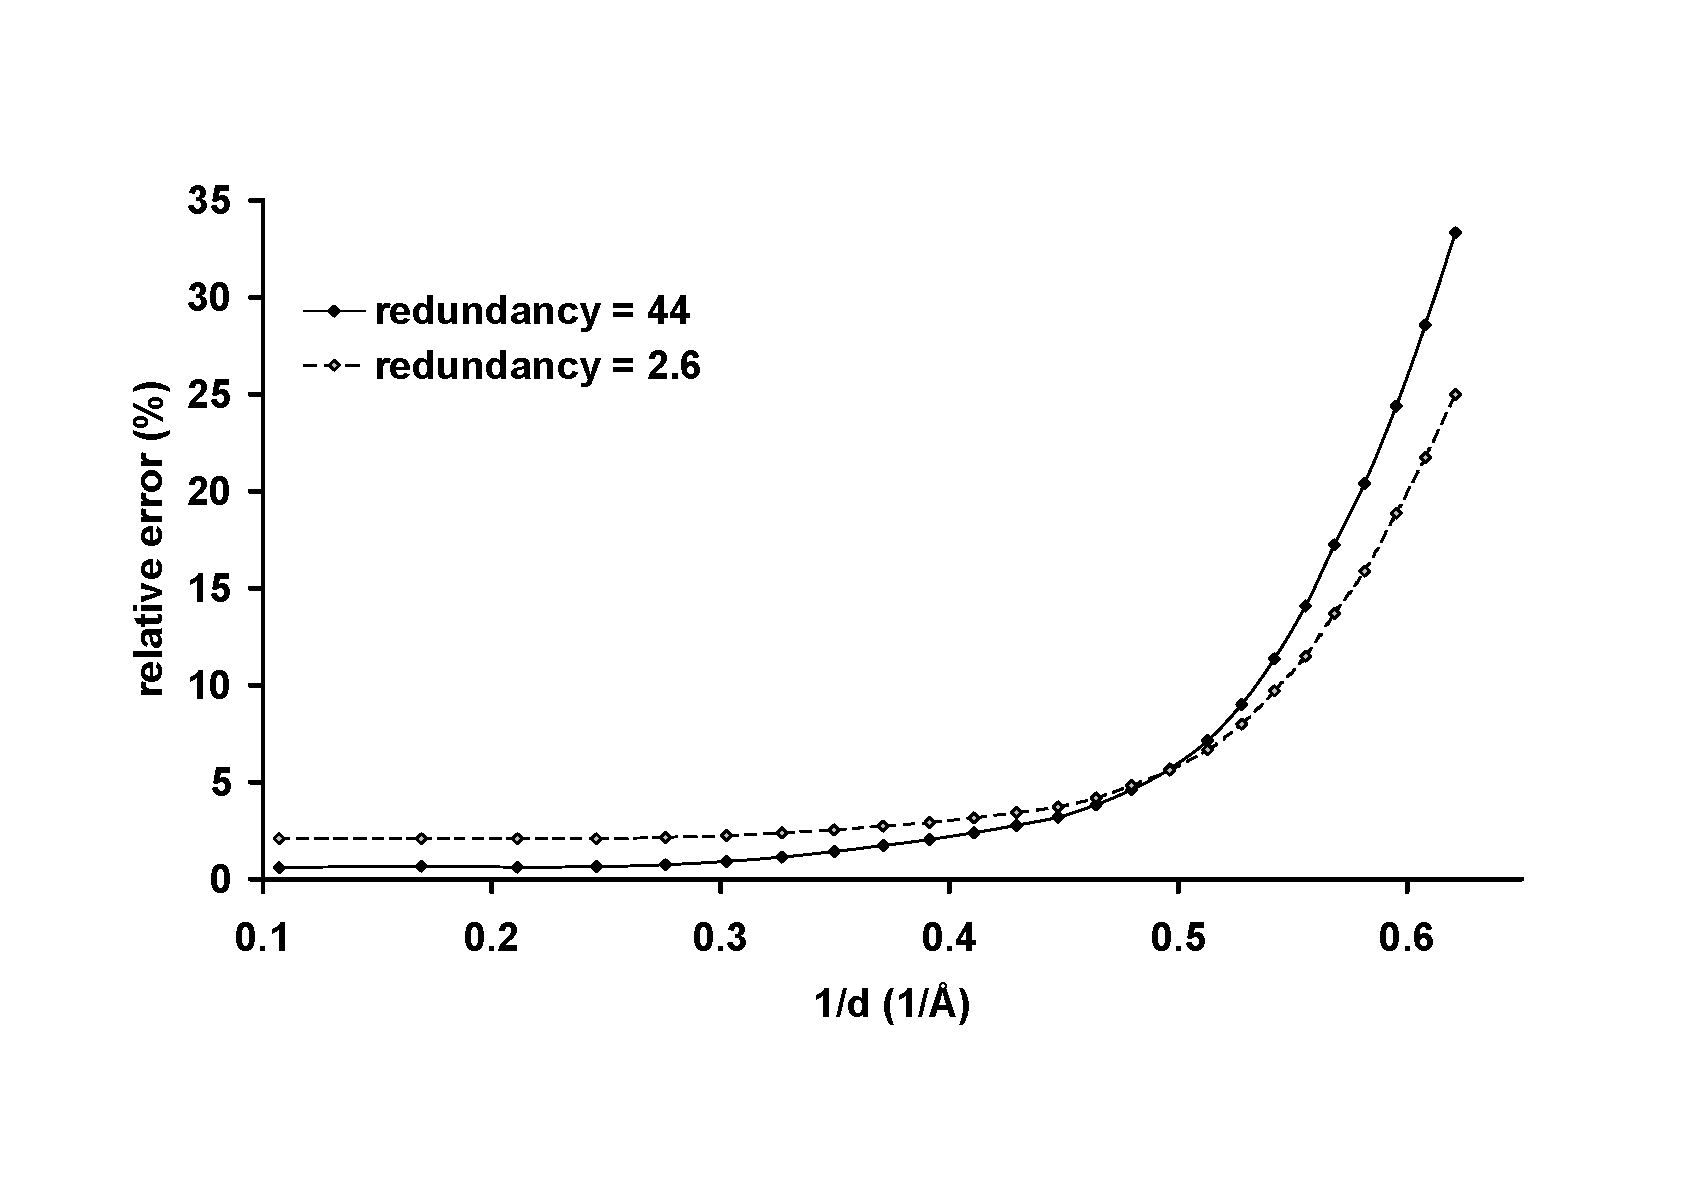 35
30
redundancy = 44
redundancy = 2.6
25
20
15
10
5
0
relative error (%)
0.1 0.2 0.3 0.4 0.5 0.6
1/d (1/Å)